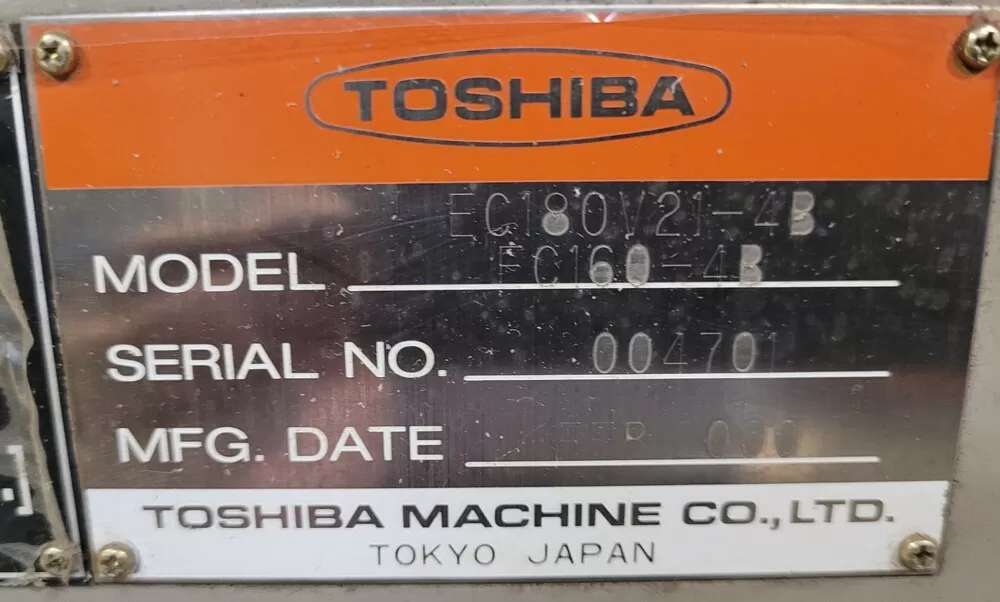 TOSHIBA
EC180V21-4B
MODEL EC160-4B
SERIAL NO. 004701
MFG. DATE
TOSHIBA MACHINE CO., LTD.
TOKYO JAPAN